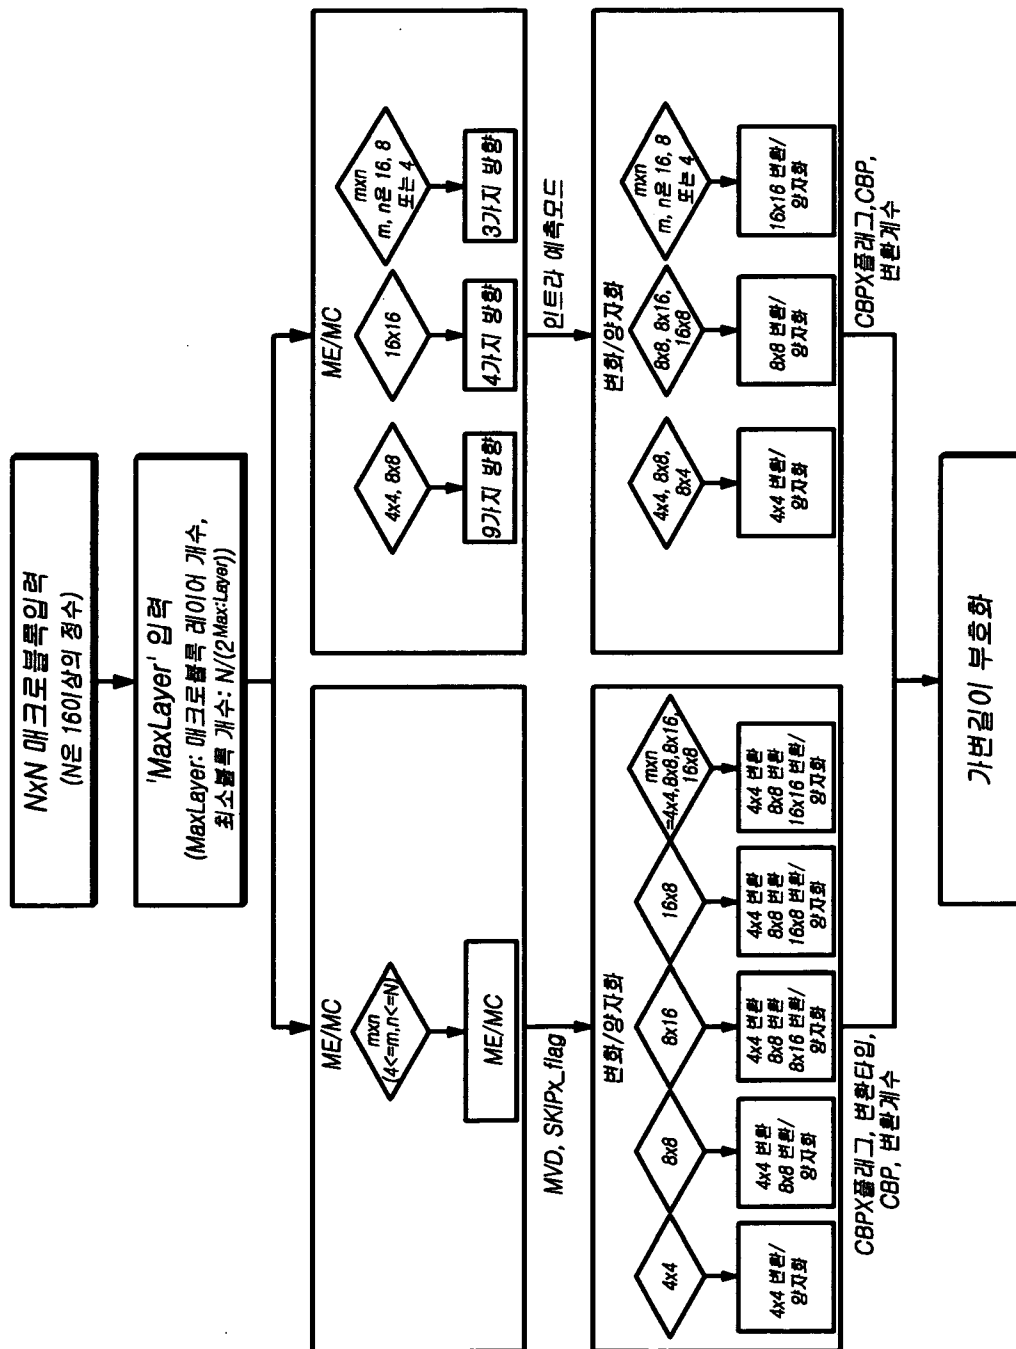 NxN 매크로블록입력
(N은 16이상의 정수)
'MaxLayer' 입력
(MaxLayer: 매크로블록 레이어 개수,
최소블록 개수: N/(2^Max:Layer))
ME/MC
mxn
(4<=m,n<=N)
ME/MC
MVD, SKIPx_flag
변화/양자화
4x4
8x8
8x16
16x8
mxn
=4x4,8x8,8x16,
16x8
4x4 변환/
양자화
4x4 변환
8x8 변환/
양자화
4x4 변환
8x8 변환
8x16 변환/
양자화
4x4 변환
8x8 변환
16x8 변환/
양자화
4x4 변환
8x8 변환
16x16 변환/
양자화
CBPX플래그, 변환타입,
CBP, 변환계수
ME/MC
4x4, 8x8
16x16
mxn
m, n은 16, 8
또는 4
9가지 방향
4가지 방향
3가지 방향
인트라 예측모드
변화/양자화
4x4, 8x8,
8x4
8x8, 8x16,
16x8
mxn
m, n은 16, 8
또는 4
4x4 변환/
양자화
8x8 변환/
양자화
16x16 변환/
양자화
CBPX플래그,CBP,
변환계수
가변길이 부호화